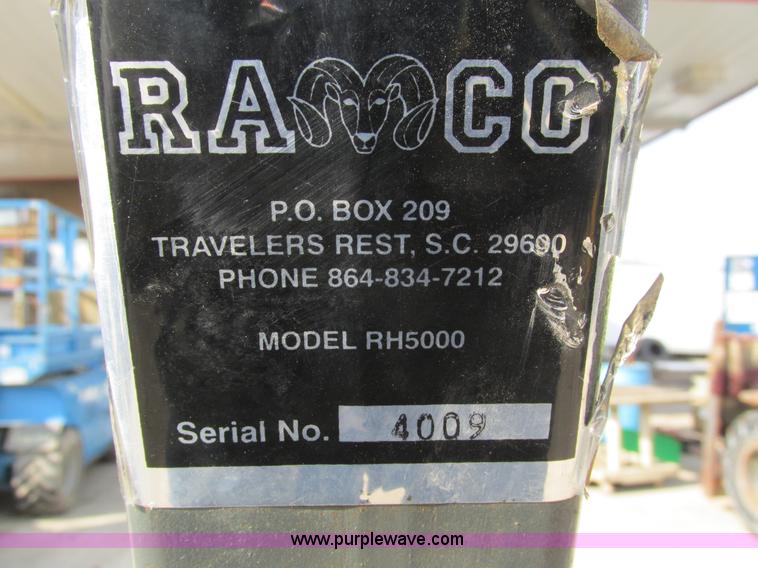 RAMCO
P.O. BOX 209
TRAVELERS REST, S.C. 29690
PHONE 864-834-7212
MODEL RH5000
Serial No. 4009
www.purplewave.com